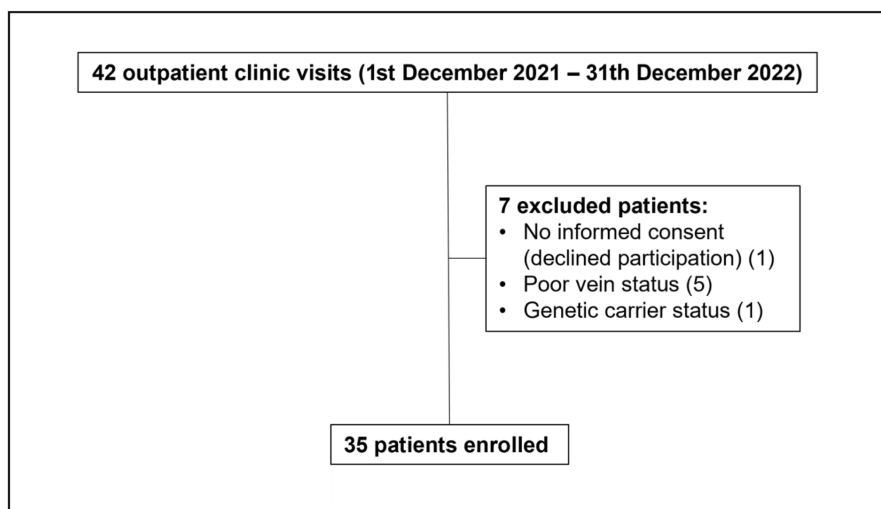 42 outpatient clinic visits (1st December 2021 – 31th December 2022)
7 excluded patients:
• No informed consent
(declined participation) (1)
• Poor vein status (5)
• Genetic carrier status (1)
35 patients enrolled